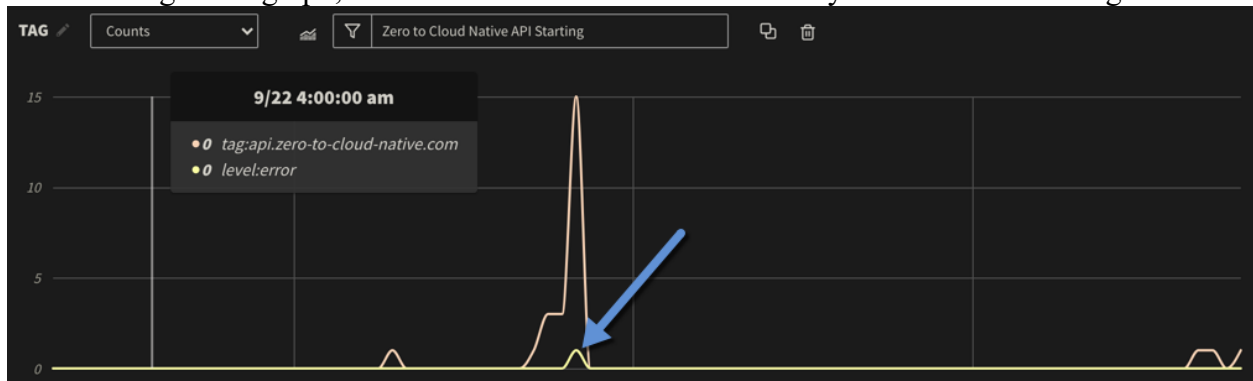 TAG Counts Zero to Cloud Native API Starting
15
9/22 4:00:00 am
0 tag:api.zero-to-cloud-native.com
10
0 level:error
5
0